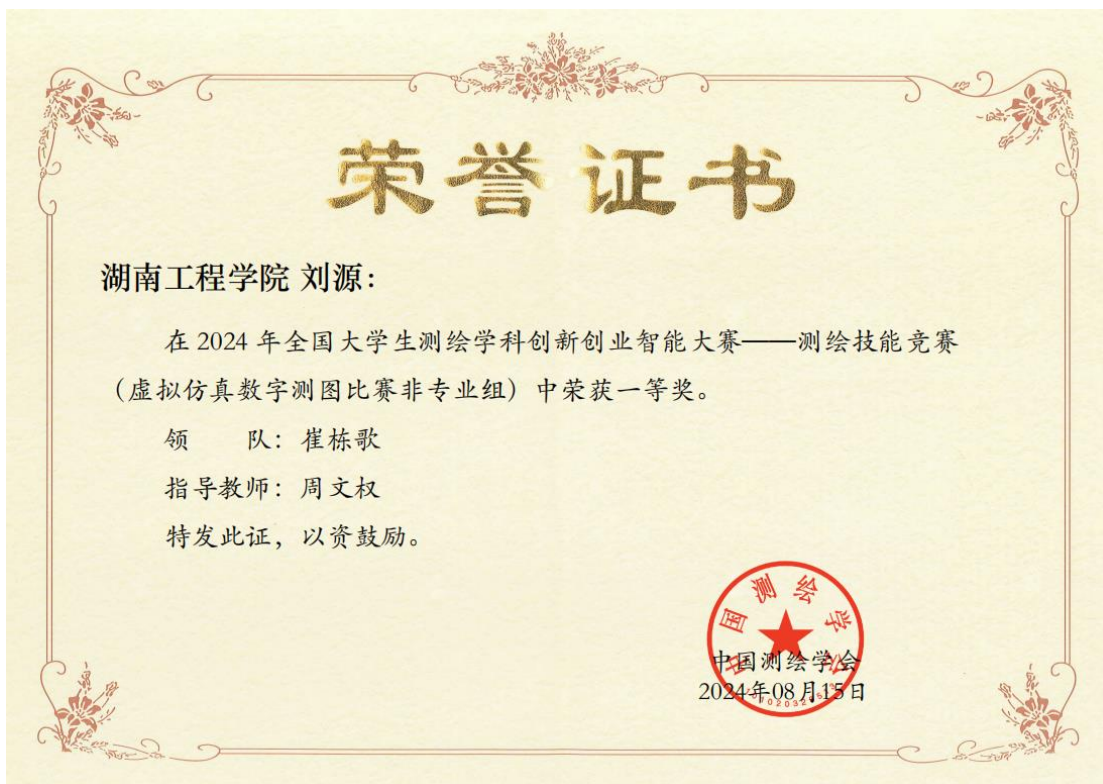 荣誉证书
湖南工程学院 刘源：
在 2024 年全国大学生测绘学科创新创业智能大赛——测绘技能竞赛
（虚拟仿真数字测图比赛非专业组）中荣获一等奖。
领　　队：崔栋歌
指导教师：周文权
特发此证，以资鼓励。
中国测绘学会
中国测绘学会
2024年08月15日